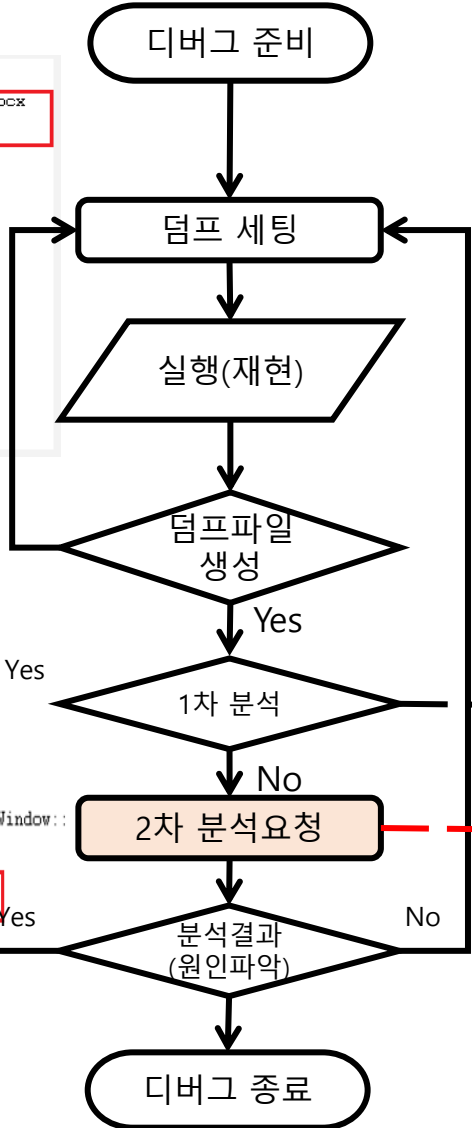 디버그 준비
ocx
덤프 세팅
실행(재현)
덤프파일
생성
Yes
Yes
1차 분석
No
Window::
2차 분석요청
Yes
분석결과
(원인파악)
No
디버그 종료